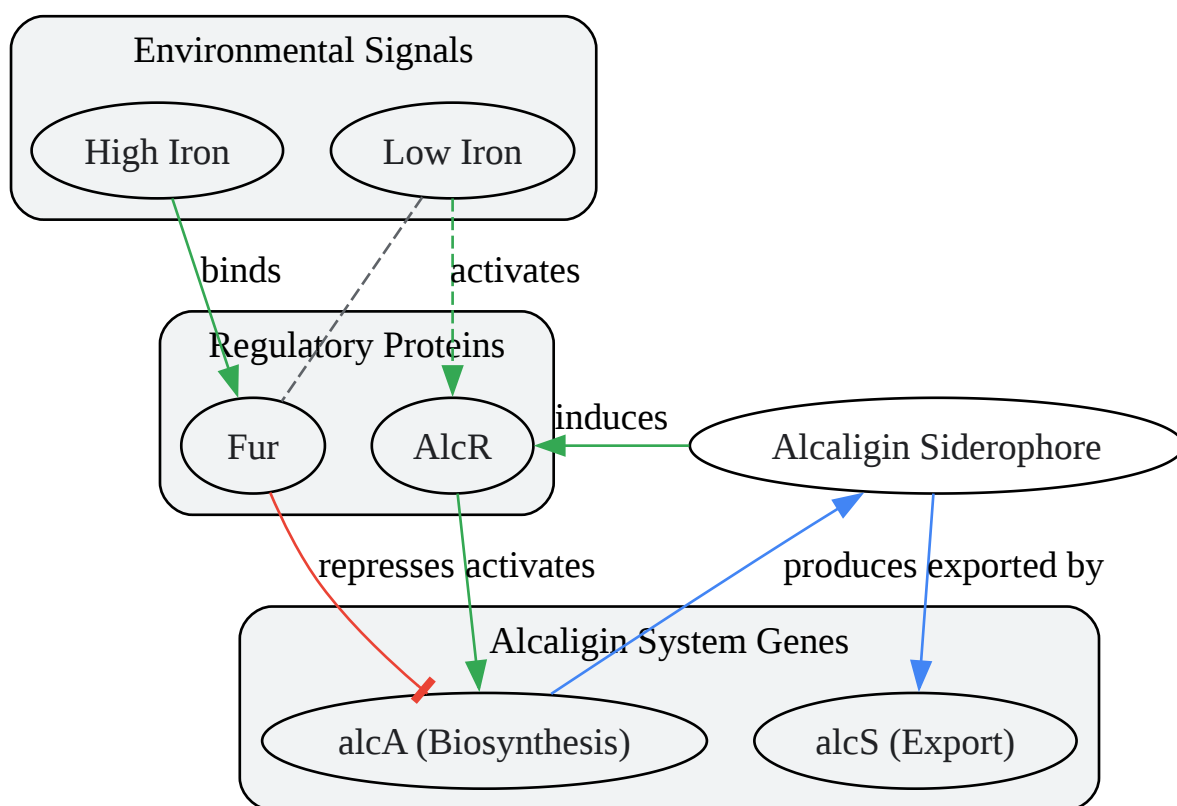 Environmental Signals
High Iron
Low Iron
binds
activates
Regulatory Proteins
Fur
AlcR
induces
Alcaligin Siderophore
represses
activates
produces
exported by
Alcaligin System Genes
alcA (Biosynthesis)
alcS (Export)